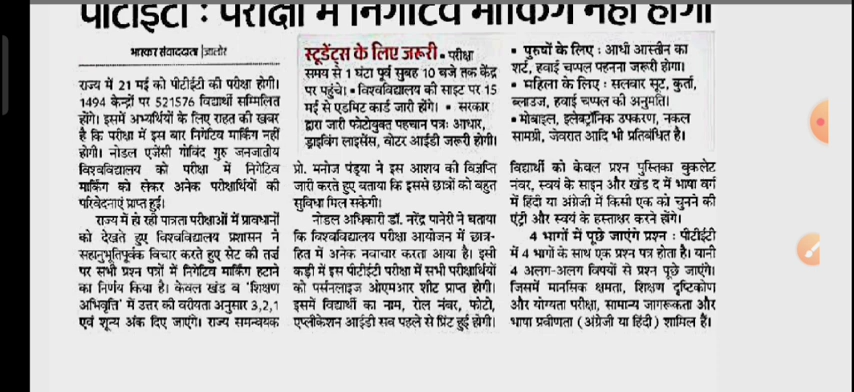 पीटीईटी : परीक्षा में निगेटिव मार्किंग नहीं होगी
भास्कर संवाददाता | जालोर
राज्य में 21 मई को पीटीईटी की परीक्षा होगी।
1494 केन्द्रों पर 521576 विद्यार्थी सम्मिलित
होंगे। इसमें अभ्यर्थियों के लिए राहत की खबर
है कि परीक्षा में इस बार निगेटिव मार्किंग नहीं
होगी। नोडल एजेंसी गोविंद गुरु जनजातीय
विश्वविद्यालय को परीक्षा में निगेटिव
मार्किंग को लेकर अनेक परीक्षार्थियों की
परिवेदनाएं प्राप्त हुई।
राज्य में हो रही पात्रता परीक्षाओं में प्रावधानों
को देखते हुए विश्वविद्यालय प्रशासन ने
सहानुभूतिपूर्वक विचार करते हुए सेट की तर्ज
पर सभी प्रश्न पत्रों में निगेटिव मार्किंग हटाने
का निर्णय किया है। केवल खंड ब 'शिक्षण
अभिवृत्ति' में उत्तर की वरीयता अनुसार 3,2,1
एवं शून्य अंक दिए जाएंगे। राज्य समन्वयक
स्टूडेंट्स के लिए जरूरी • परीक्षा
समय से 1 घंटा पूर्व सुबह 10 बजे तक केंद्र
पर पहुंचे। • विश्वविद्यालय की साइट पर 15
मई से एडमिट कार्ड जारी होंगे। • सरकार
द्वारा जारी फोटोयुक्त पहचान पत्र: आधार,
ड्राइविंग लाइसेंस, वोटर आईडी जरूरी होगी।
• पुरुषों के लिए : आधी आस्तीन का
शर्ट, हवाई चप्पल पहनना जरूरी होगा।
• महिला के लिए : सलवार सूट, कुर्ता,
ब्लाउज, हवाई चप्पल की अनुमति।
• मोबाइल, इलेक्ट्रॉनिक उपकरण, नकल
सामग्री, जेवरात आदि भी प्रतिबंधित है।
प्रो. मनोज पंड्या ने इस आशय की विज्ञप्ति
जारी करते हुए बताया कि इससे छात्रों को बहुत
सुविधा मिल सकेगी।
नोडल अधिकारी डॉ. नरेंद्र पानेरी ने बताया
कि विश्वविद्यालय परीक्षा आयोजन में छात्र-
हित में अनेक नवाचार करता आया है। इसी
कड़ी में इस पीटीईटी परीक्षा में सभी परीक्षार्थियों
को पर्सनलाइज ओएमआर शीट प्राप्त होगी।
इसमें विद्यार्थी का नाम, रोल नंबर, फोटो,
एप्लीकेशन आईडी सब पहले से प्रिंट हुई होगी।
विद्यार्थी को केवल प्रश्न पुस्तिका बुकलेट
नंबर, स्वयं के साइन और खंड द में भाषा वर्ग
में हिंदी या अंग्रेजी में किसी एक को चुनने की
एंट्री और स्वयं के हस्ताक्षर करने होंगे।
4 भागों में पूछे जाएंगे प्रश्न : पीटीईटी
में 4 भागों के साथ एक प्रश्न पत्र होता है। यानी
4 अलग-अलग विषयों से प्रश्न पूछे जाएंगे।
जिसमें मानसिक क्षमता, शिक्षण दृष्टिकोण
और योग्यता परीक्षा, सामान्य जागरूकता और
भाषा प्रवीणता (अंग्रेजी या हिंदी) शामिल हैं।